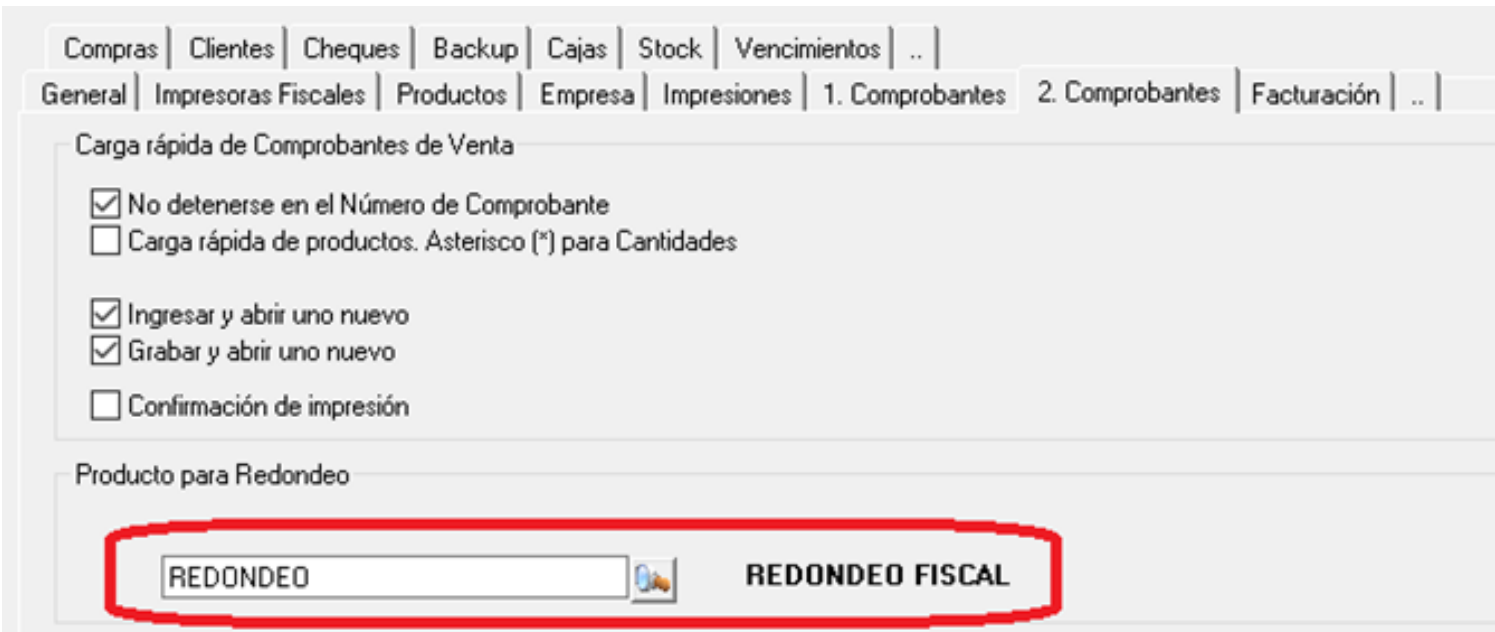 Compras Clientes Cheques Backup Cajas Stock Vencimientos ..
General Impresoras Fiscales Productos Empresa Impresiones 1. Comprobantes 2. Comprobantes Facturación ..
Carga rápida de Comprobantes de Venta
No detenerse en el Número de Comprobante
Carga rápida de productos. Asterisco (*) para Cantidades
Ingresar y abrir uno nuevo
Grabar y abrir uno nuevo
Confirmación de impresión
Producto para Redondeo
REDONDEO REDONDEO FISCAL